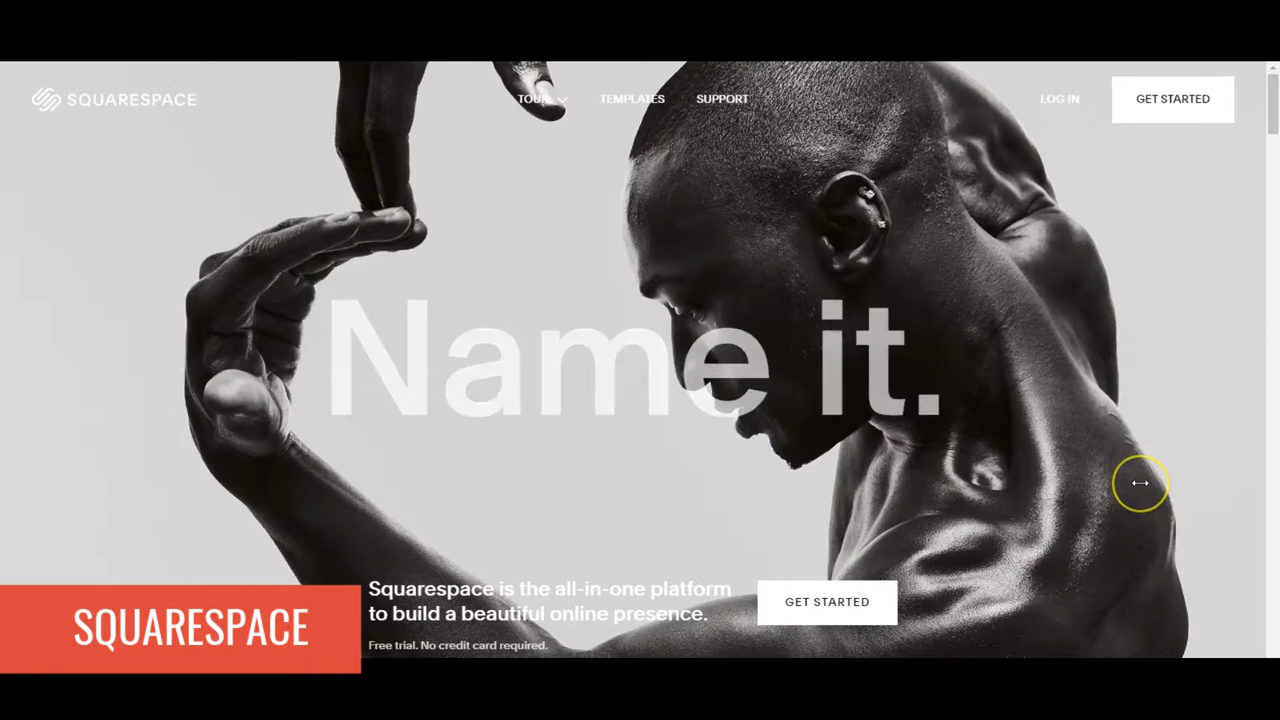 SQUARESPACE
TOUR
TEMPLATES
SUPPORT
LOG IN
GET STARTED
Name it.
Squarespace is the all-in-one platform
to build a beautiful online presence.
GET STARTED
Free trial. No credit card required.
SQUARESPACE